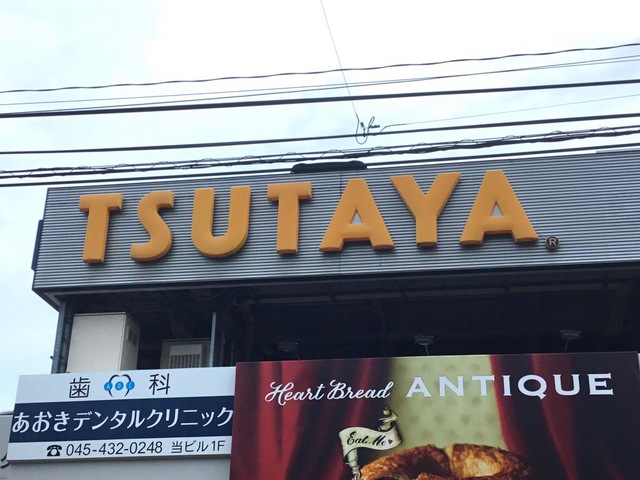 TSUTAYA®
歯科
あおきデンタルクリニック
☎045-432-0248 当ビル1F
Heart Bread ANTIQUE
Eat Me♥